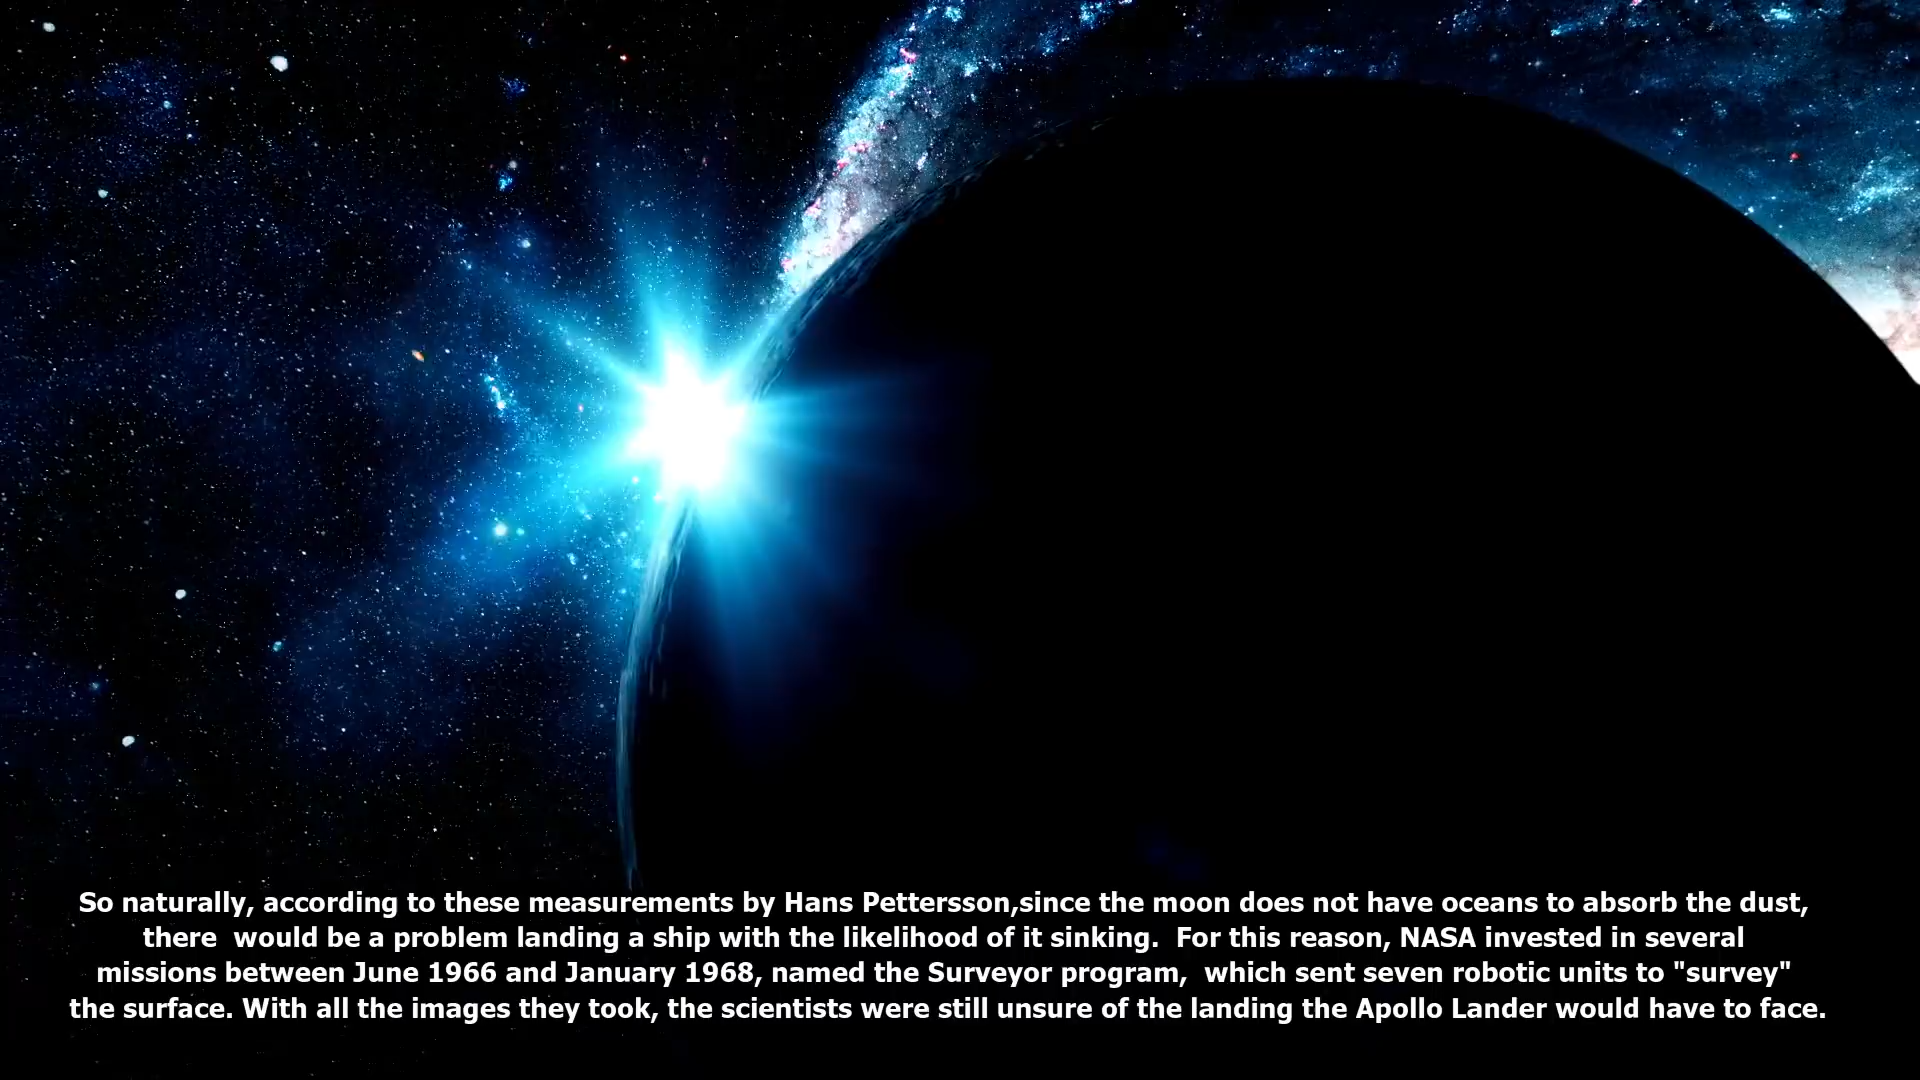 So naturally, according to these measurements by Hans Pettersson,since the moon does not have oceans to absorb the dust,
there  would be a problem landing a ship with the likelihood of it sinking.  For this reason, NASA invested in several
missions between June 1966 and January 1968, named the Surveyor program,  which sent seven robotic units to "survey"
the surface. With all the images they took, the scientists were still unsure of the landing the Apollo Lander would have to face.